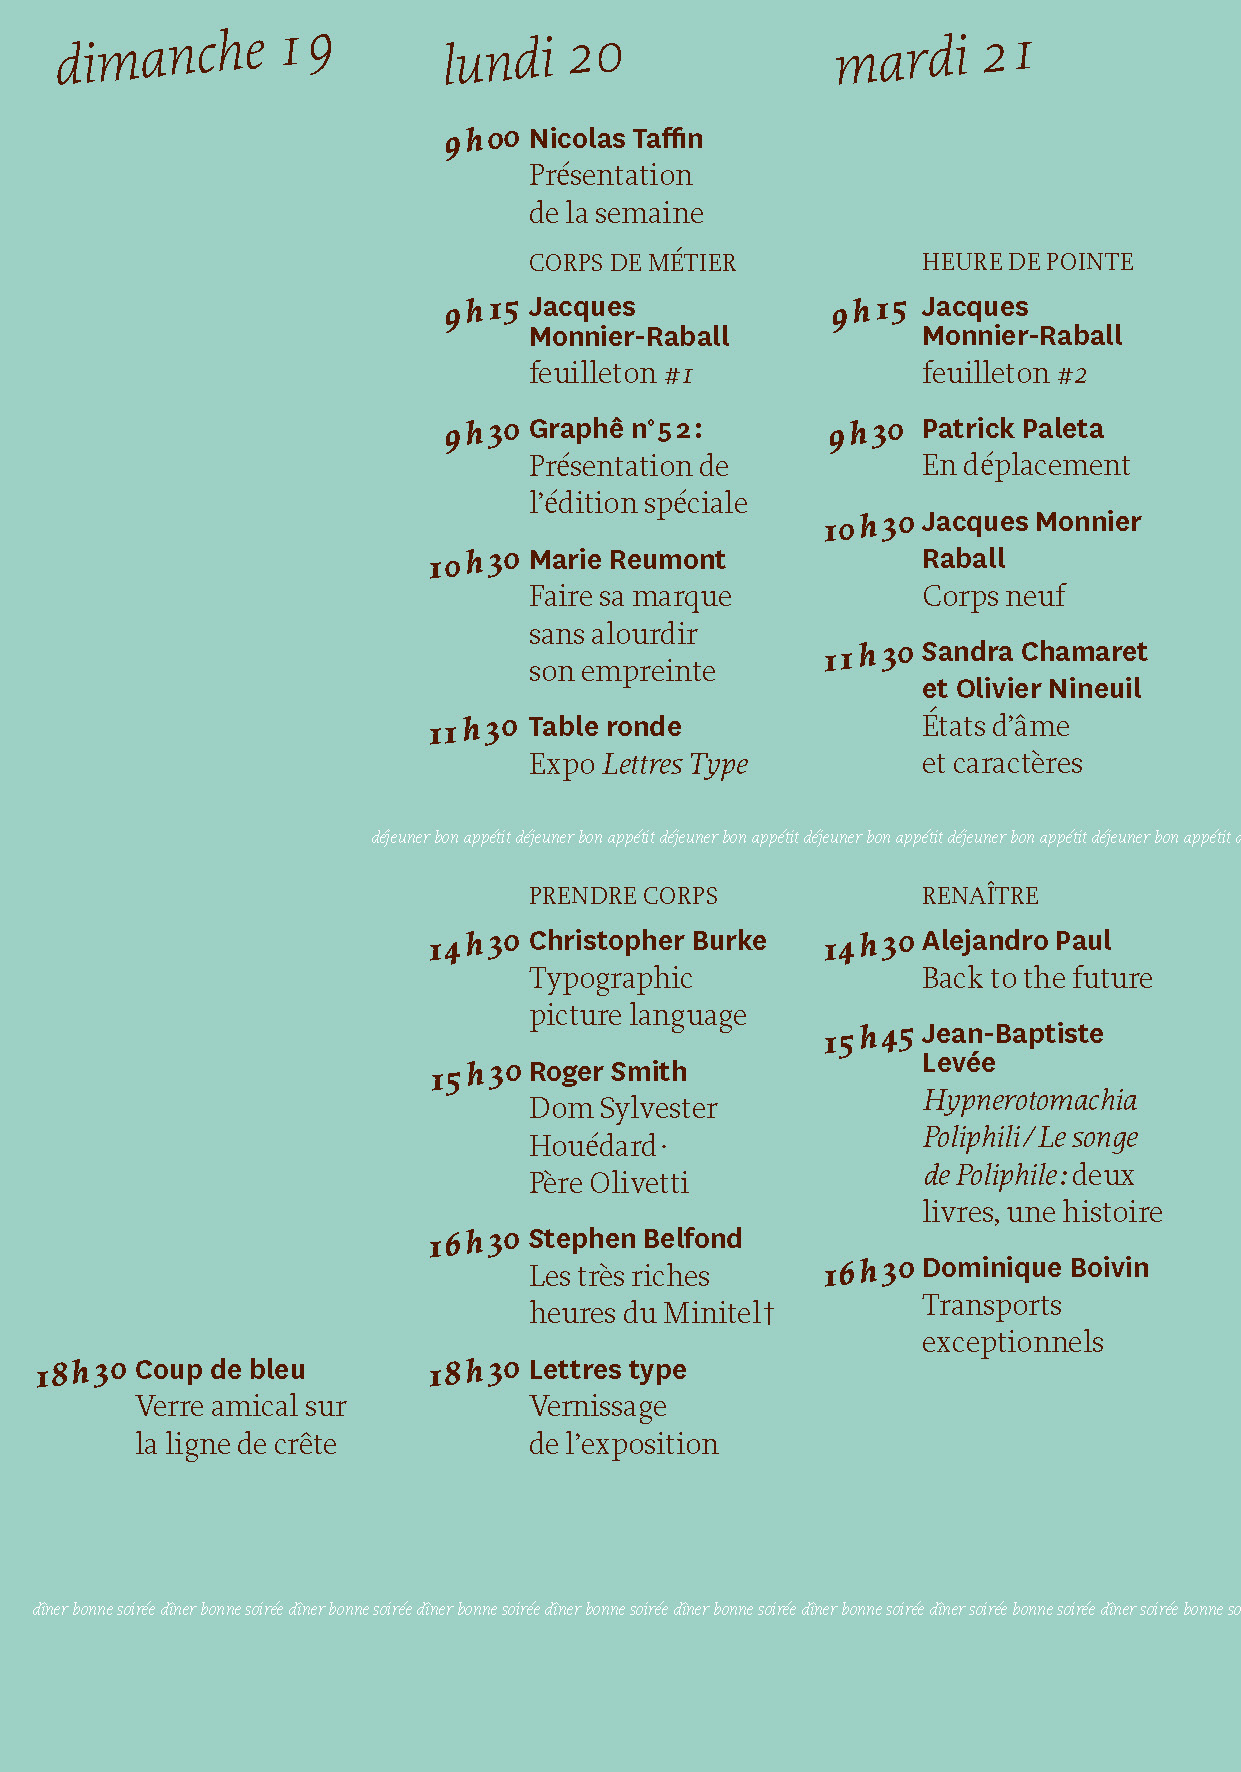 dimanche 19
18h30 Coup de bleu
Verre amical sur
la ligne de crête
lundi 20
9h00 Nicolas Taffin
Présentation
de la semaine
CORPS DE MÉTIER
9h15 Jacques
Monnier-Raball
feuilleton #1
9h30 Graphê n°52:
Présentation de
l’édition spéciale
10h30 Marie Reumont
Faire sa marque
sans alourdir
son empreinte
11h30 Table ronde
Expo Lettres Type
PRENDRE CORPS
14h30 Christopher Burke
Typographic
picture language
15h30 Roger Smith
Dom Sylvester
Houédard·
Père Olivetti
16h30 Stephen Belfond
Les très riches
heures du Minitel†
18h30 Lettres type
Vernissage
de l’exposition
mardi 21
HEURE DE POINTE
9h15 Jacques
Monnier-Raball
feuilleton #2
9h30 Patrick Paleta
En déplacement
10h30 Jacques Monnier
Raball
Corps neuf
11h30 Sandra Chamaret
et Olivier Nineuil
États d’âme
et caractères
déjeuner bon appétit déjeuner bon appétit déjeuner bon appétit déjeuner bon appétit déjeuner bon appétit déjeuner bon appétit d
RENAÎTRE
14h30 Alejandro Paul
Back to the future
15h45 Jean-Baptiste
Levée
Hypnerotomachia
Poliphili / Le songe
de Poliphile: deux
livres, une histoire
16h30 Dominique Boivin
Transports
exceptionnels
dîner bonne soirée dîner bonne soirée dîner bonne soirée dîner bonne soirée dîner bonne soirée dîner bonne soirée dîner bonne soirée dîner soirée bonne soirée dîner soirée bonne so